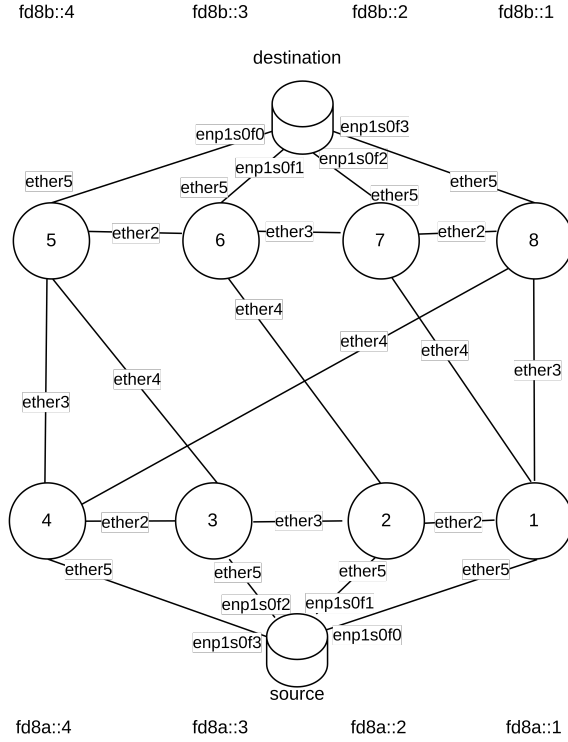 fd8b::4
fd8b::3
fd8b::2
fd8b::1
destination
enp1s0f0
enp1s0f3
enp1s0f1
enp1s0f2
ether5
ether5
ether5
ether5
5
ether2
6
ether3
7
ether2
8
ether4
ether4
ether4
ether4
ether3
ether3
4
ether2
3
ether3
2
ether2
1
ether5
ether5
ether5
ether5
enp1s0f2
enp1s0f1
enp1s0f3
enp1s0f0
source
fd8a::4
fd8a::3
fd8a::2
fd8a::1